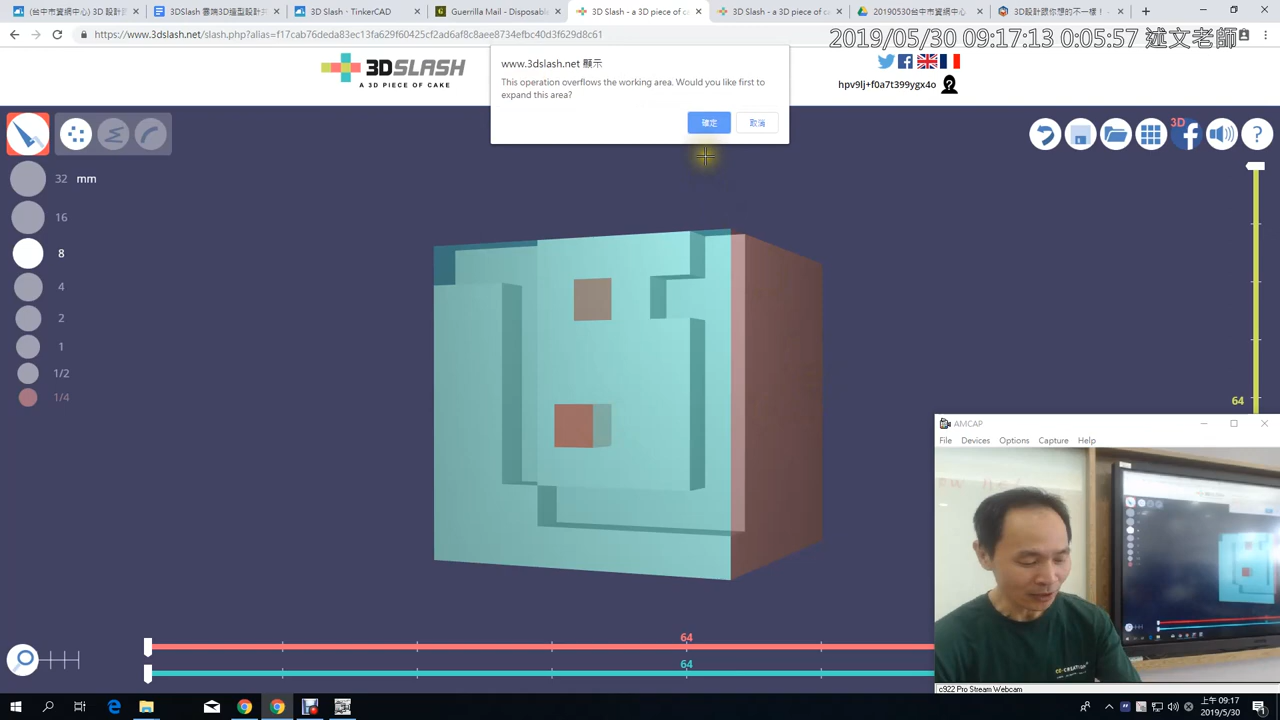 (台中市資網中心) 3D 設計
3DSlash 雲端3D造型設計
3D Slash · TinkerCAD
Guerrilla Mail - Disposab
3D Slash - a 3D piece of c
3D Slash - a 3D piece of c
20190530台中市資網中心
3D設計跟你想的不一樣！
https://www.3dslash.net/slash.php?alias=f17cab76deda83ec13fa629f60425cf2ad6af8c8aee8734efbc40d3f629d8c61
2019/05/30 09:17:13 0:05:57 述文老師
3DSLASH
A 3D PIECE OF CAKE
www.3dslash.net 顯示
This operation overflows the working area. Would you like first to
expand this area?
確定
取消
hpv9lj+f0a7t399ygx4o
3D
?
32 mm
16
8
4
2
1
1/2
1/4
64
64
64
AMCAP
File Devices Options Capture Help
CO-CREATION
c922 Pro Stream Webcam
上午 09:17
2019/5/30